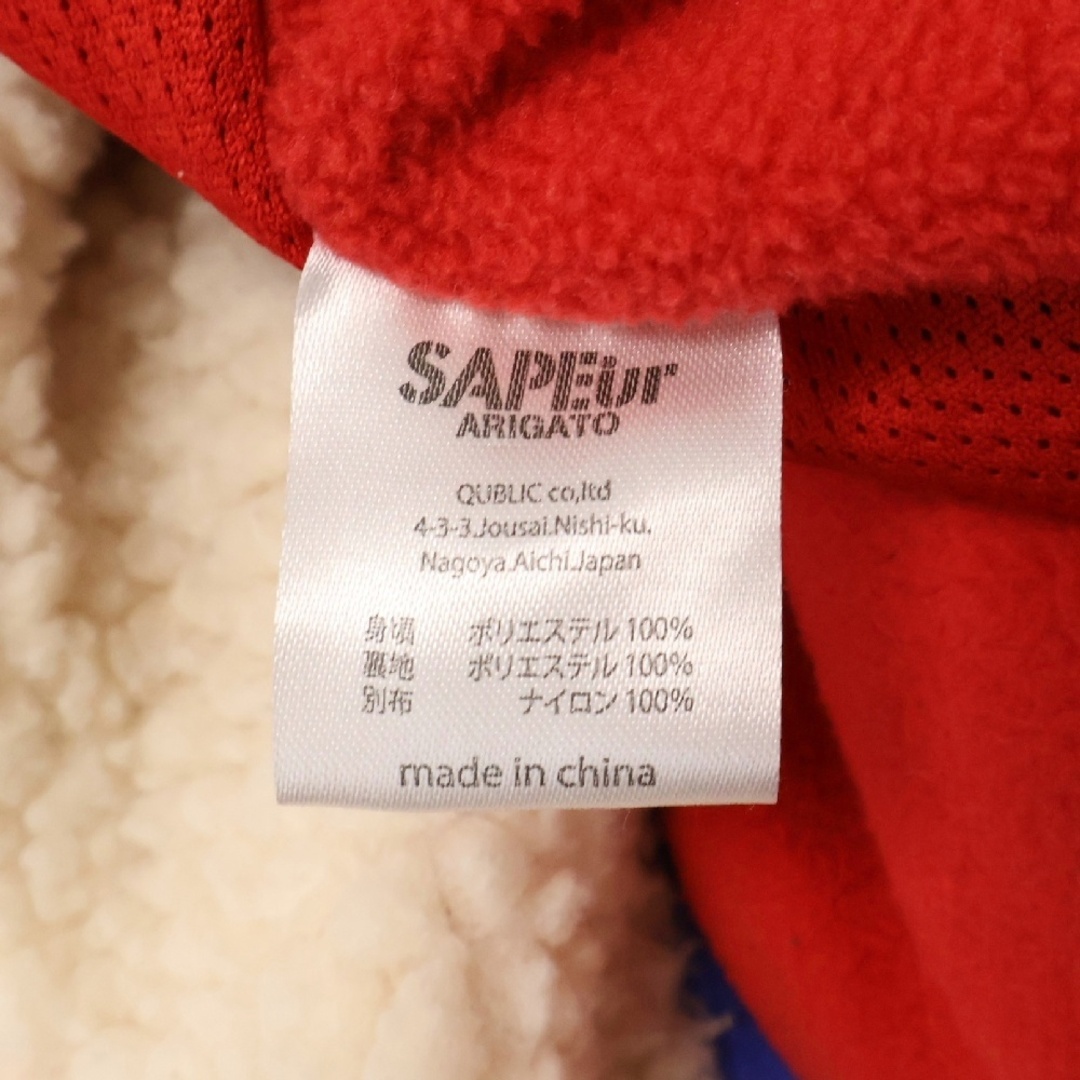 SAPEur
ARIGATO
QUBLIC co,ltd
4-3-3.Jousai.Nishi-ku.
Nagoya.Aichi.Japan
身頃 ポリエステル 100%
裏地 ポリエステル 100%
別布 ナイロン 100%
made in china